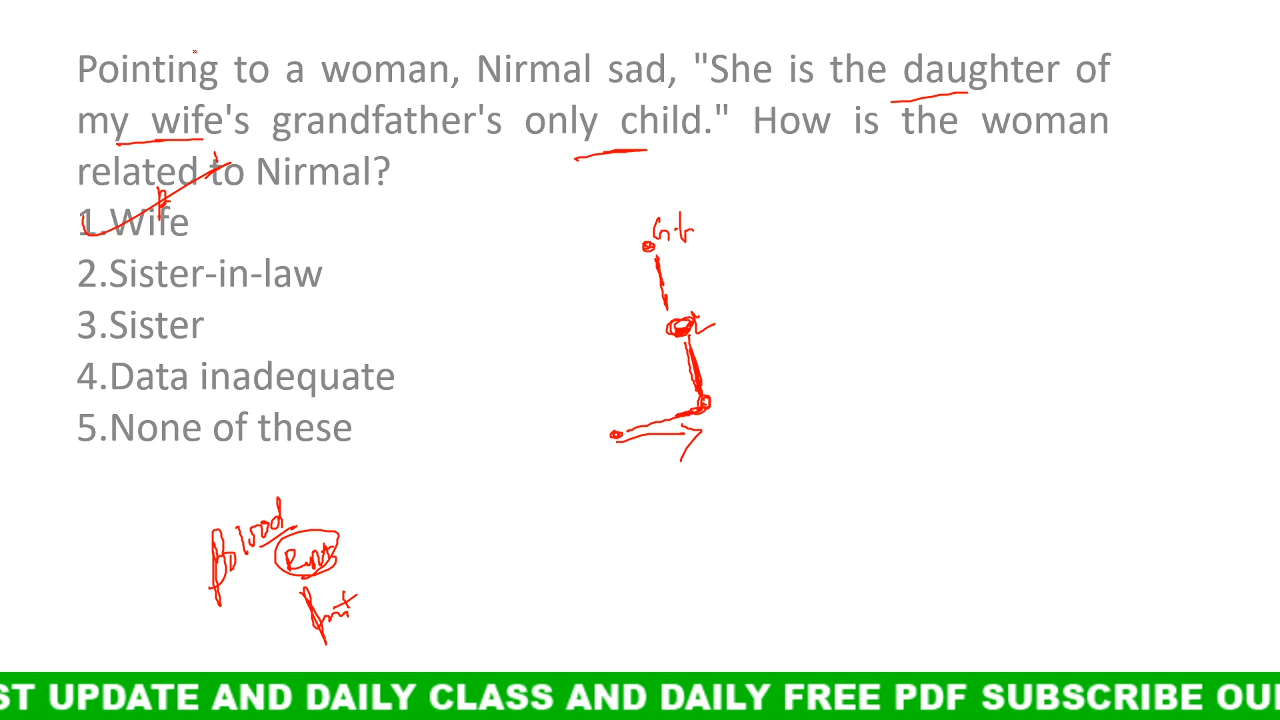 Pointing to a woman, Nirmal sad, "She is the daughter of
my wife's grandfather's only child." How is the woman
related to Nirmal?
1.Wife
2.Sister-in-law
3.Sister
4.Data inadequate
5.None of these
Blood
ST UPDATE AND DAILY CLASS AND DAILY FREE PDF SUBSCRIBE OU